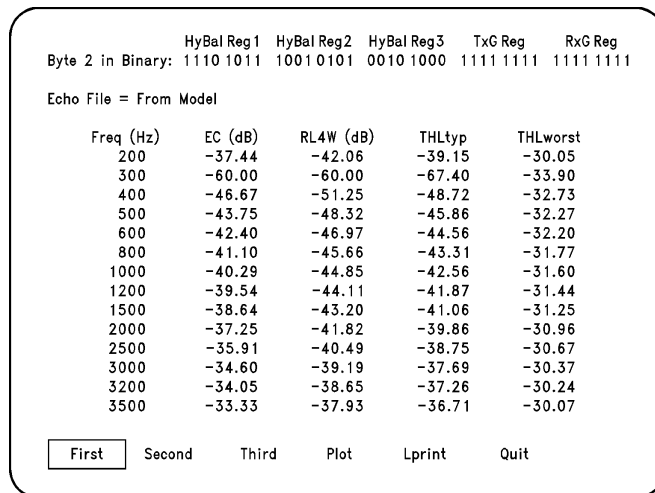 HyBal Reg1 HyBal Reg2 HyBal Reg3 TxG Reg RxG Reg
Byte 2 in Binary: 1110 1011 1001 0101 0010 1000 1111 1111 1111 1111
Echo File = From Model
Freq (Hz) EC (dB) RL4W (dB) THLtyp THLworst
200 −37.44 −42.06 −39.15 −30.05
300 −60.00 −60.00 −67.40 −33.90
400 −46.67 −51.25 −48.72 −32.73
500 −43.75 −48.32 −45.86 −32.27
600 −42.40 −46.97 −44.56 −32.20
800 −41.10 −45.66 −43.31 −31.77
1000 −40.29 −44.85 −42.56 −31.60
1200 −39.54 −44.11 −41.87 −31.44
1500 −38.64 −43.20 −41.06 −31.25
2000 −37.25 −41.82 −39.86 −30.96
2500 −35.91 −40.49 −38.75 −30.67
3000 −34.60 −39.19 −37.69 −30.37
3200 −34.05 −38.65 −37.26 −30.24
3500 −33.33 −37.93 −36.71 −30.07
First Second Third Plot Lprint Quit